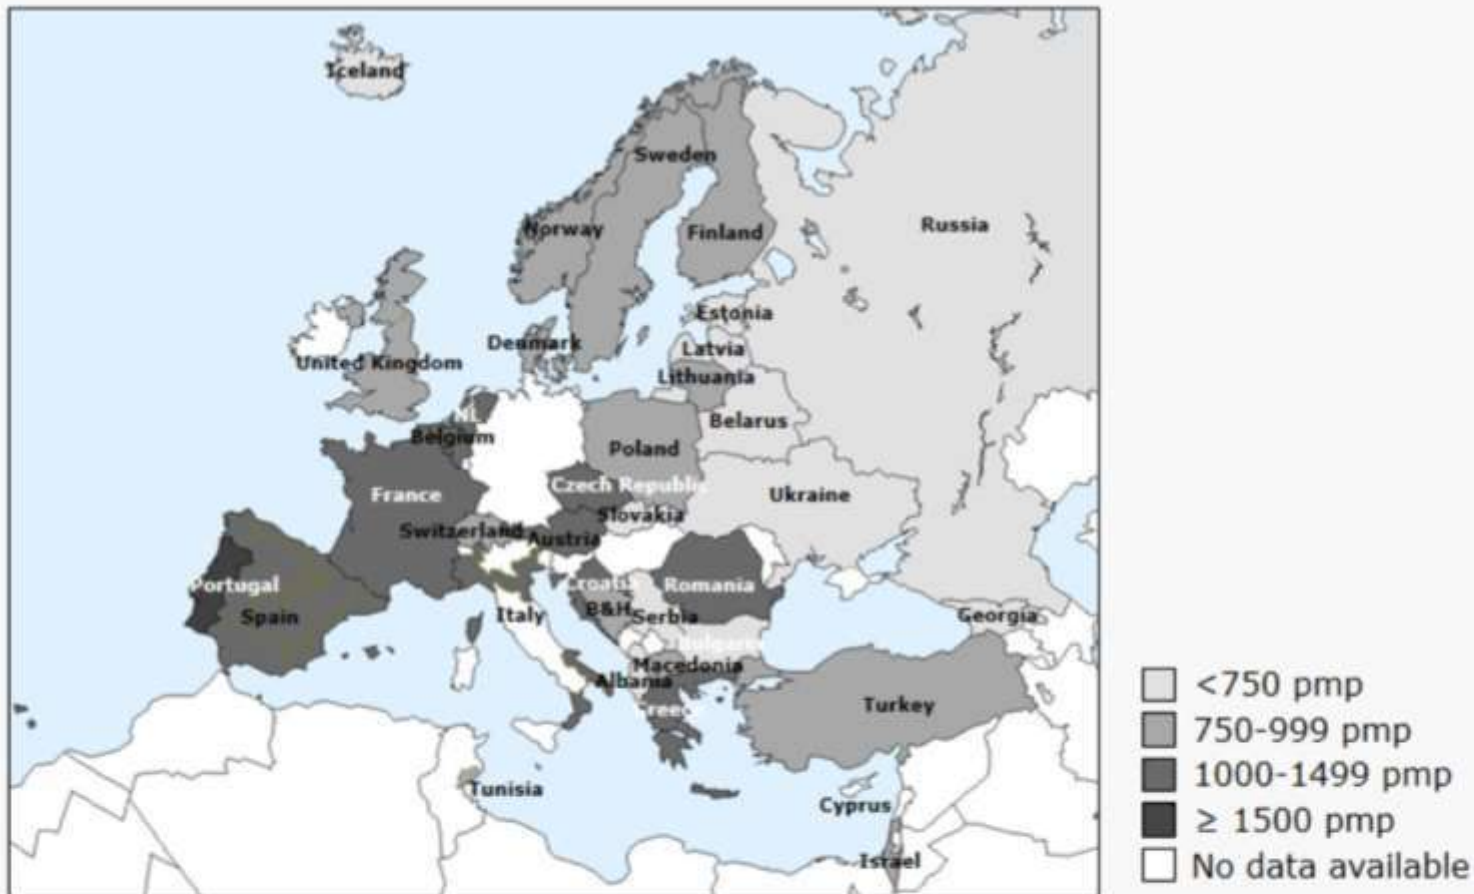 Iceland
Sweden
Norway
Finland
Russia
Estonia
Denmark
Latvia
United Kingdom
Lithuania
NL
Belarus
Belgium
Poland
France
Czech Republic
Ukraine
Slovakia
Switzerland
Austria
Portugal
Croatia
Romania
Spain
Italy
B&H
Serbia
Georgia
Bulgaria
Macedonia
Albania
Greece
Turkey
Tunisia
Cyprus
Israel
<750 pmp
750-999 pmp
1000-1499 pmp
≥ 1500 pmp
No data available